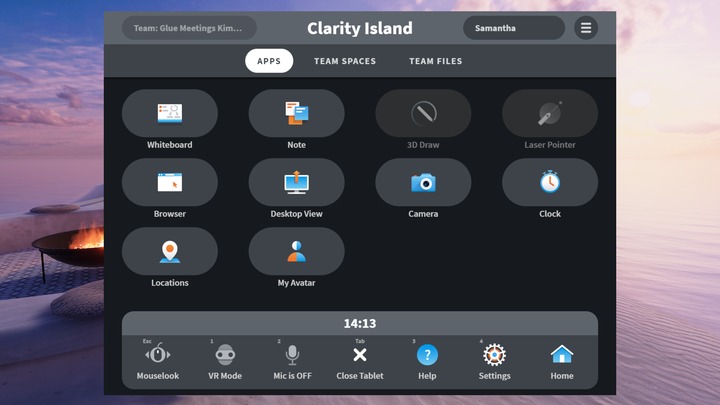 Team: Glue Meetings Kim...
Clarity Island
Samantha
APPS
TEAM SPACES
TEAM FILES
Whiteboard
Note
3D Draw
Laser Pointer
Browser
Desktop View
Camera
Clock
Locations
My Avatar
14:13
Esc
1
2
Tab
3
4
Mouselook
VR Mode
Mic is OFF
Close Tablet
Help
Settings
Home